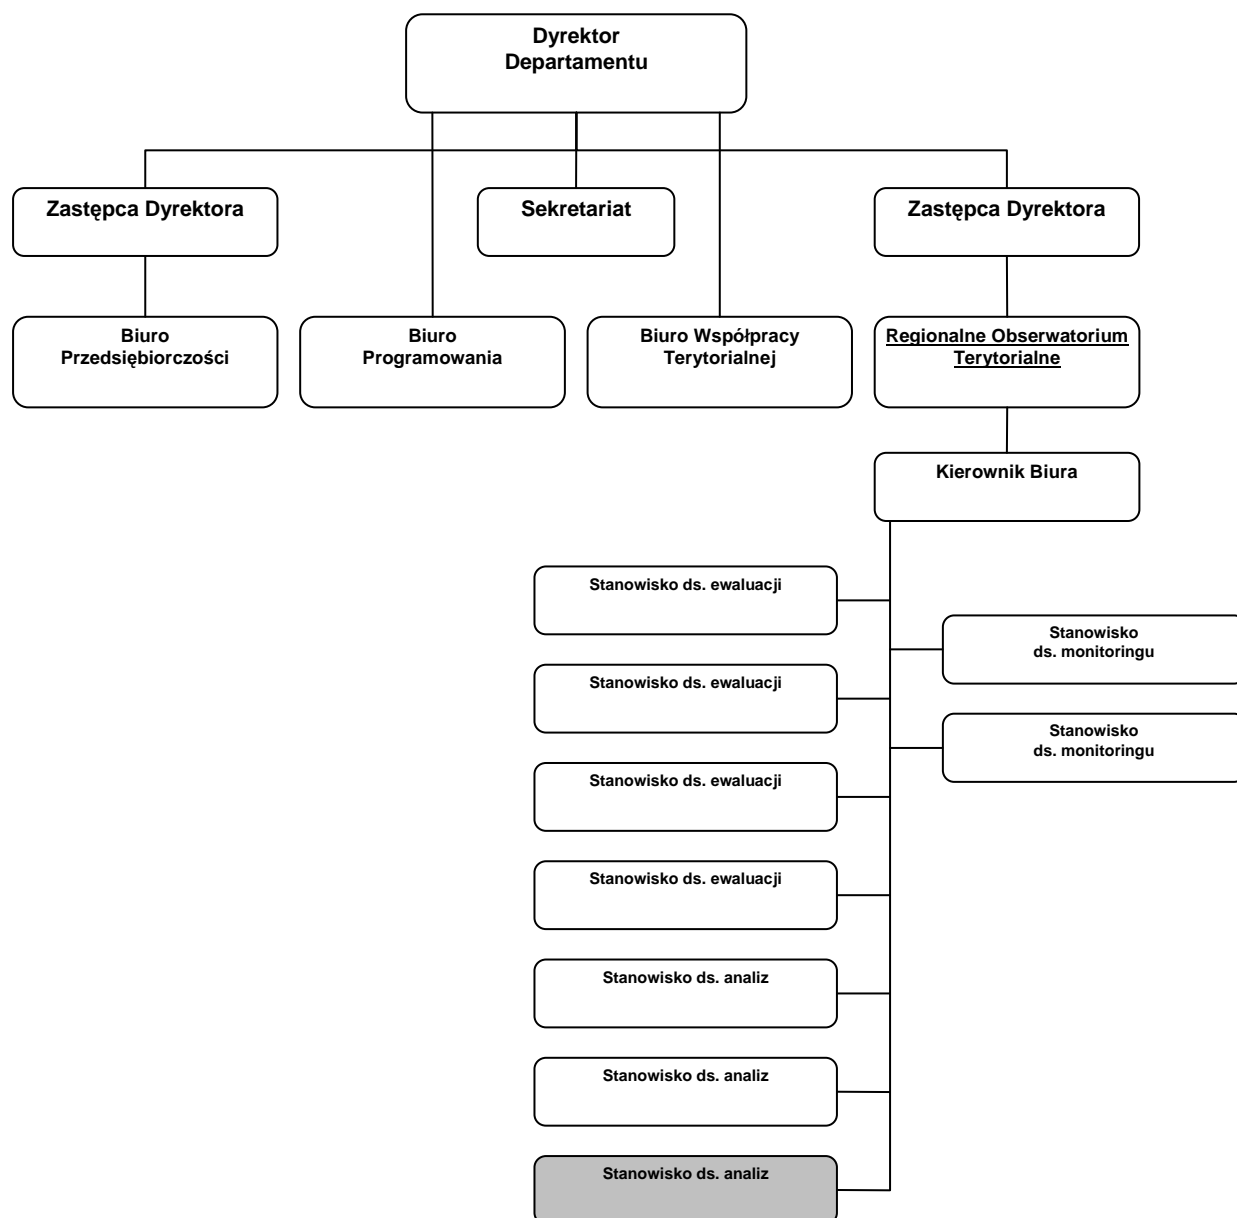 Dyrektor
Departamentu
Zastępca Dyrektora
Sekretariat
Zastępca Dyrektora
Biuro
Przedsiębiorczości
Biuro
Programowania
Biuro Współpracy
Terytorialnej
Regionalne Obserwatorium
Terytorialne
Kierownik Biura
Stanowisko ds. ewaluacji
Stanowisko
ds. monitoringu
Stanowisko ds. ewaluacji
Stanowisko
ds. monitoringu
Stanowisko ds. ewaluacji
Stanowisko ds. ewaluacji
Stanowisko ds. analiz
Stanowisko ds. analiz
Stanowisko ds. analiz